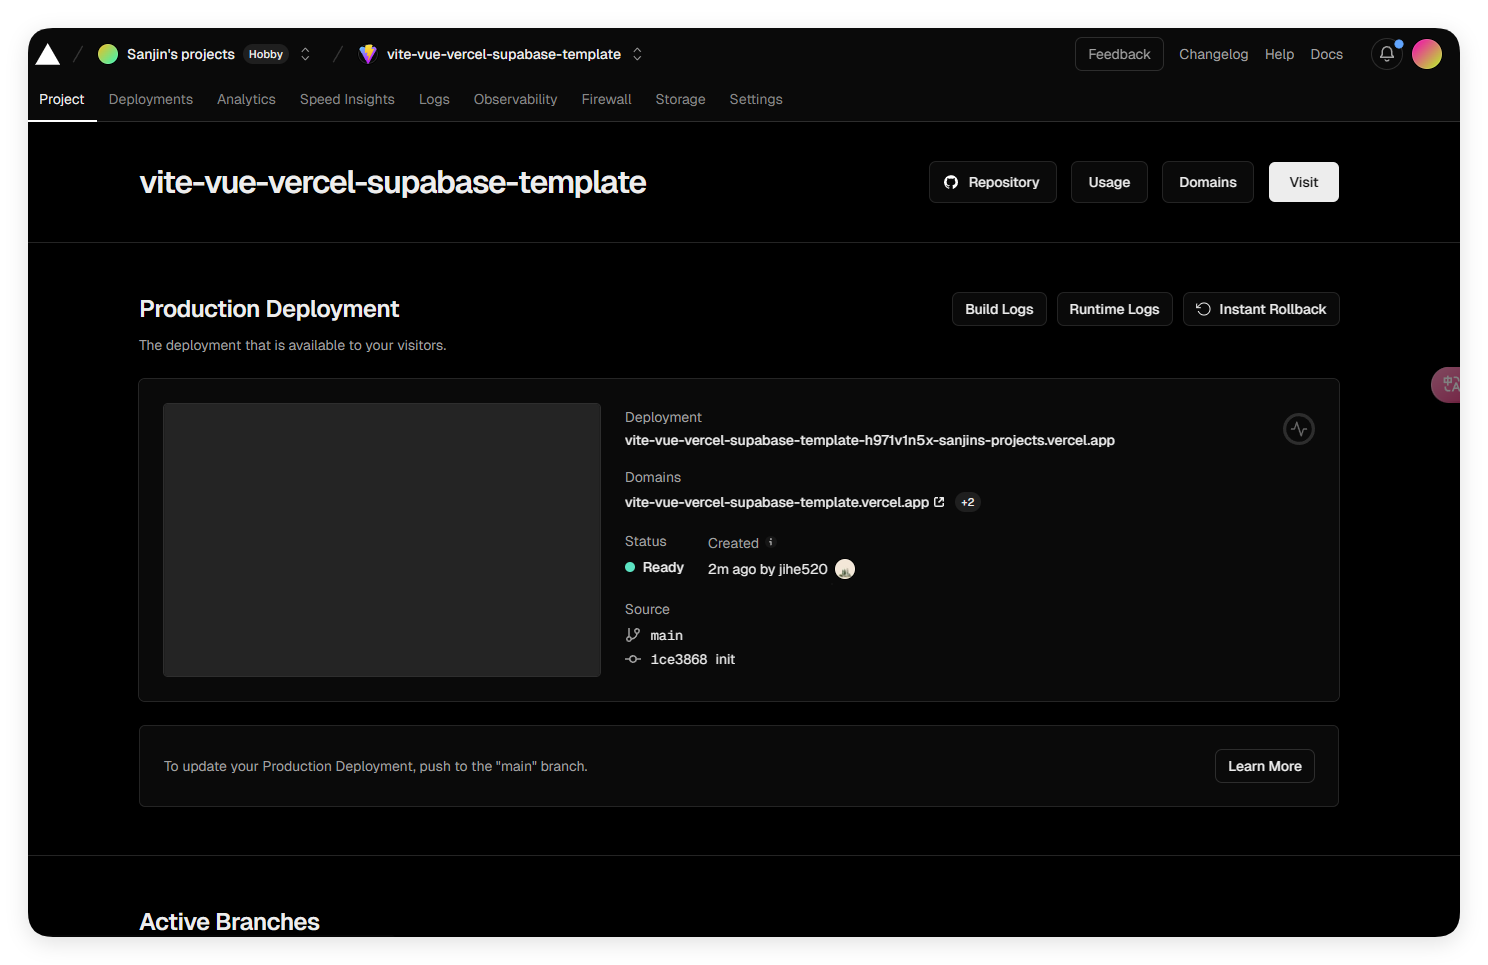 Sanjin's projects Hobby vite-vue-vercel-supabase-template Feedback Changelog Help Docs
Project Deployments Analytics Speed Insights Logs Observability Firewall Storage Settings
vite-vue-vercel-supabase-template Repository Usage Domains Visit
Production Deployment Build Logs Runtime Logs Instant Rollback
The deployment that is available to your visitors.
Deployment
vite-vue-vercel-supabase-template-h971v1n5x-sanjins-projects.vercel.app
Domains
vite-vue-vercel-supabase-template.vercel.app +2
Status Created
Ready 2m ago by jihe520
Source
main
1ce3868 init
To update your Production Deployment, push to the "main" branch. Learn More
Active Branches